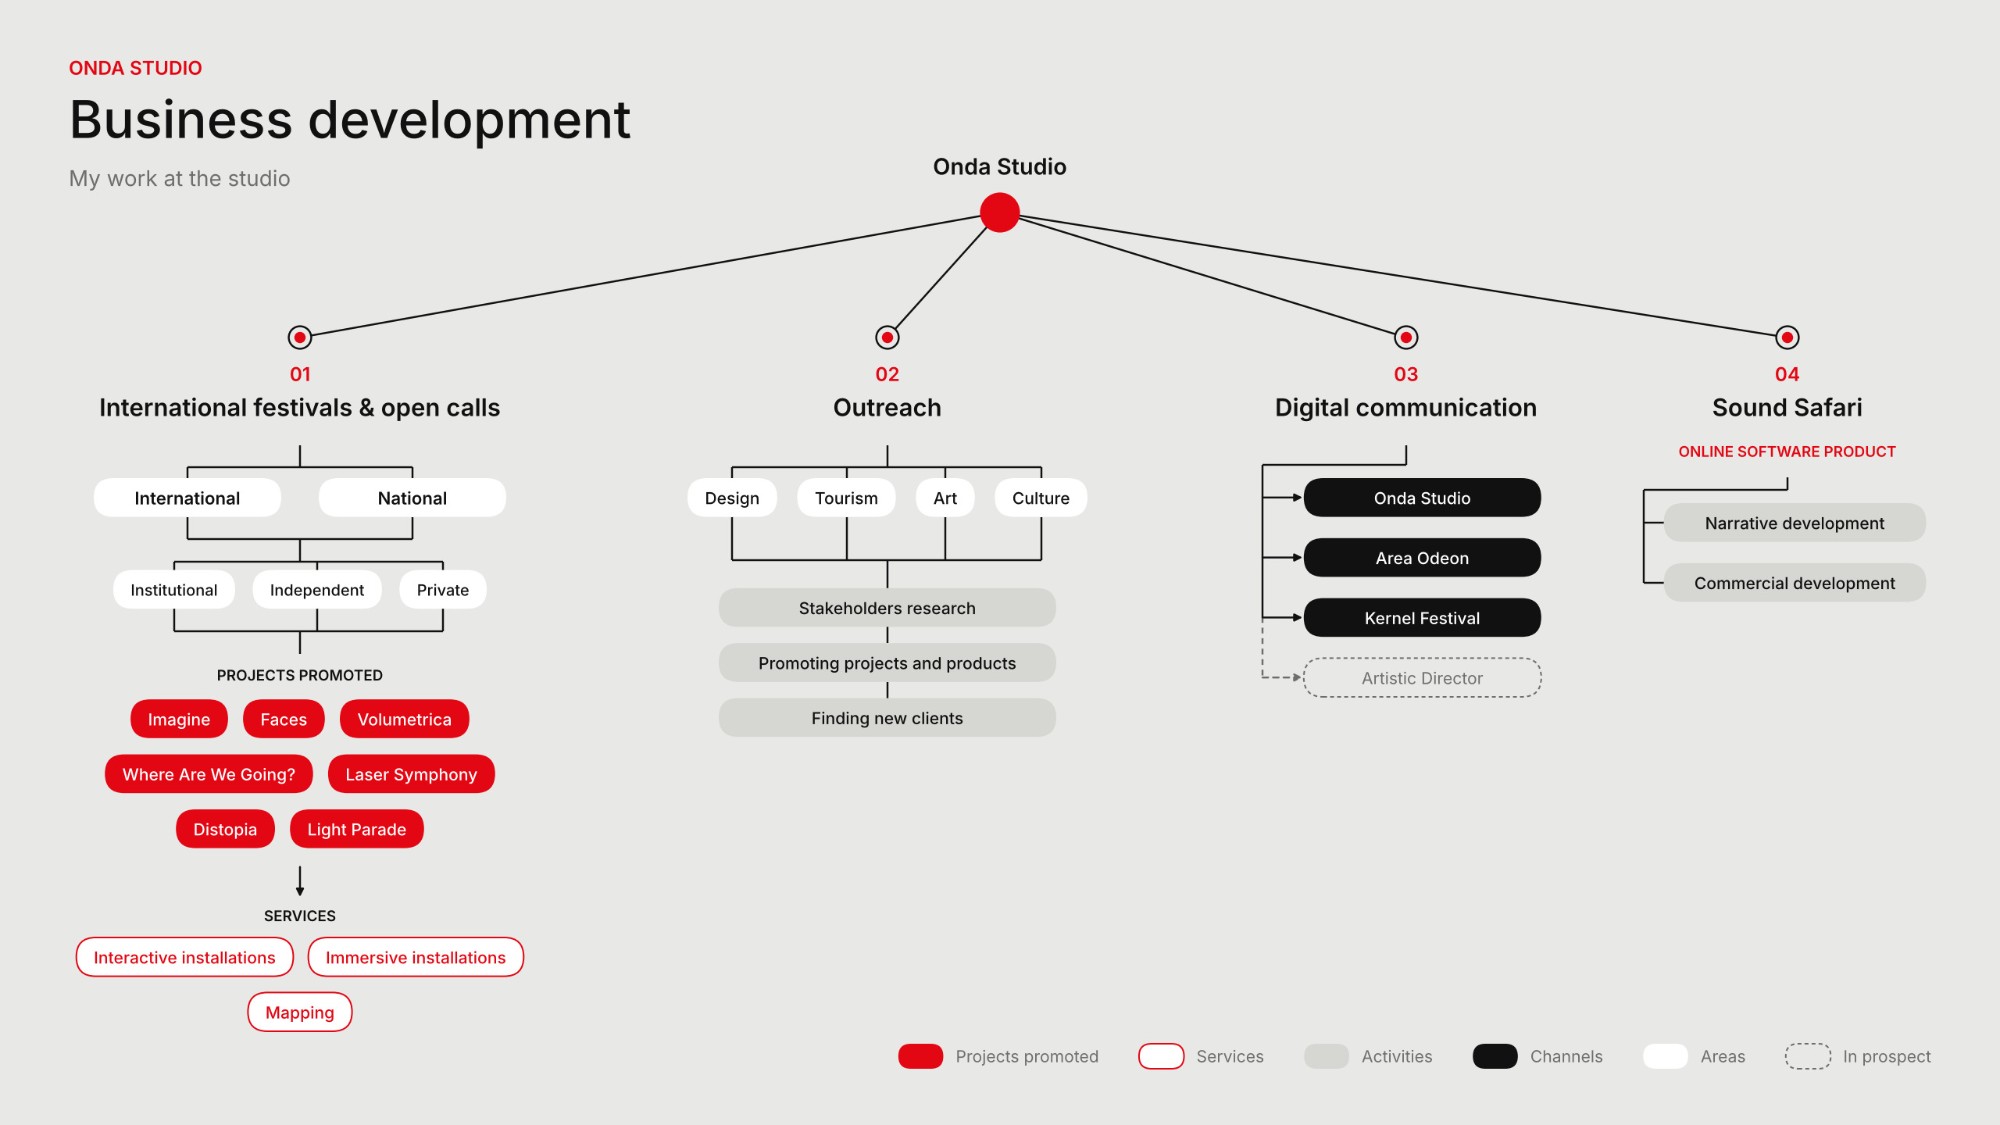 ONDA STUDIO
Business development
My work at the studio
Onda Studio
01
International festivals & open calls
International
National
Institutional
Independent
Private
PROJECTS PROMOTED
Imagine
Faces
Volumetrica
Where Are We Going?
Laser Symphony
Distopia
Light Parade
SERVICES
Interactive installations
Immersive installations
Mapping
02
Outreach
Design
Tourism
Art
Culture
Stakeholders research
Promoting projects and products
Finding new clients
03
Digital communication
Onda Studio
Area Odeon
Kernel Festival
Artistic Director
04
Sound Safari
ONLINE SOFTWARE PRODUCT
Narrative development
Commercial development
Projects promoted
Services
Activities
Channels
Areas
In prospect